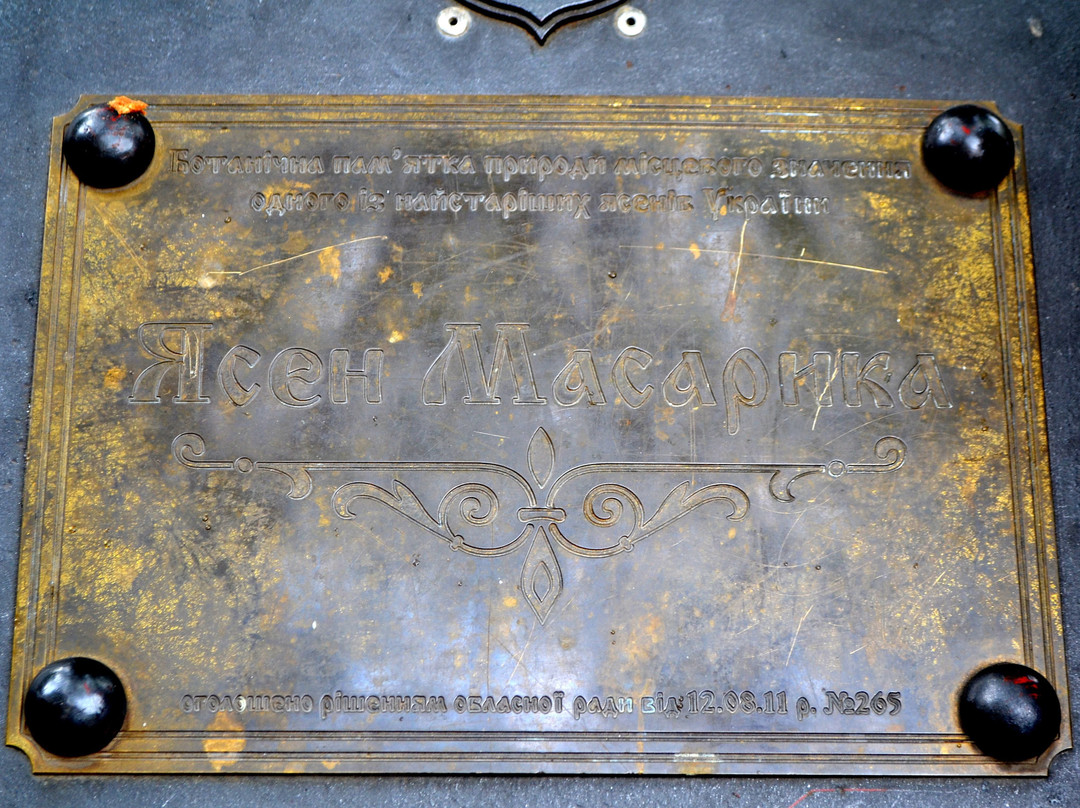 Ботанічна пам'ятка природи місцевого значення
одного із найстаріших ясенів України
Ясен Масарика
оголошено рішенням обласної ради від 12.08.11 р. №265